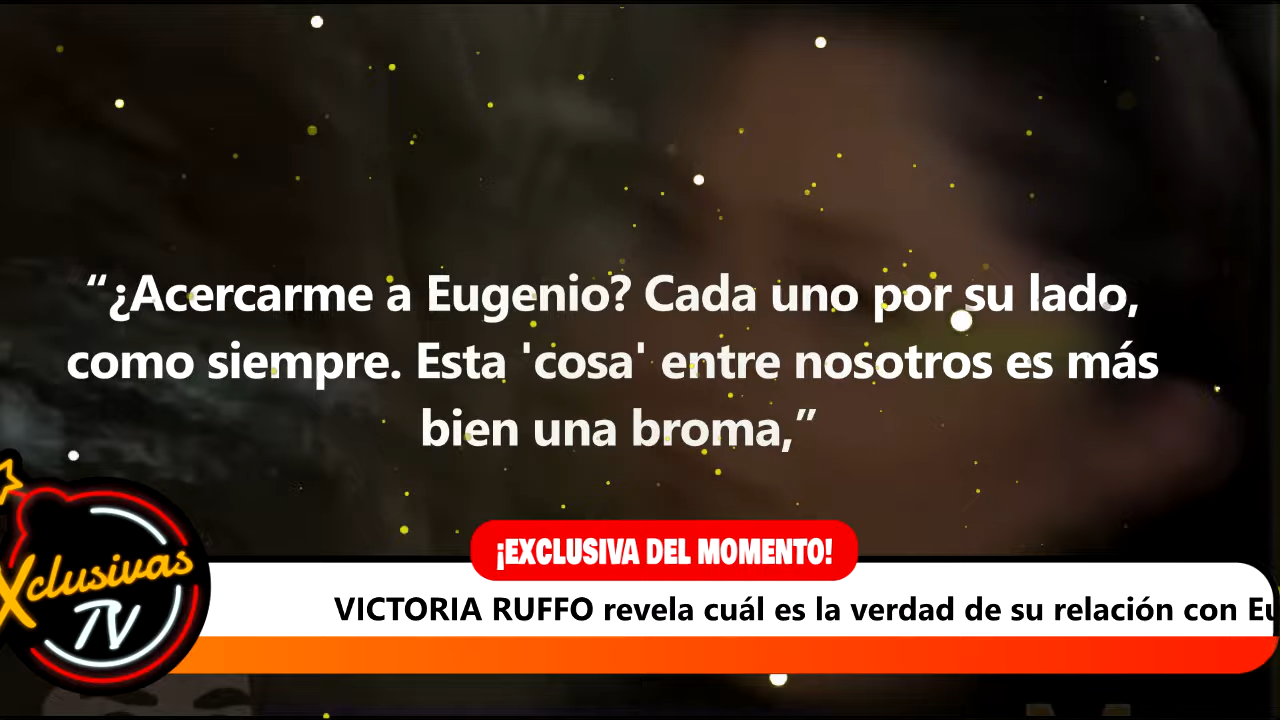 “¿Acercarme a Eugenio? Cada uno por su lado,
como siempre. Esta 'cosa' entre nosotros es más
bien una broma,”
¡EXCLUSIVA DEL MOMENTO!
Xclusivas
TV
VICTORIA RUFFO revela cuál es la verdad de su relación con Eu